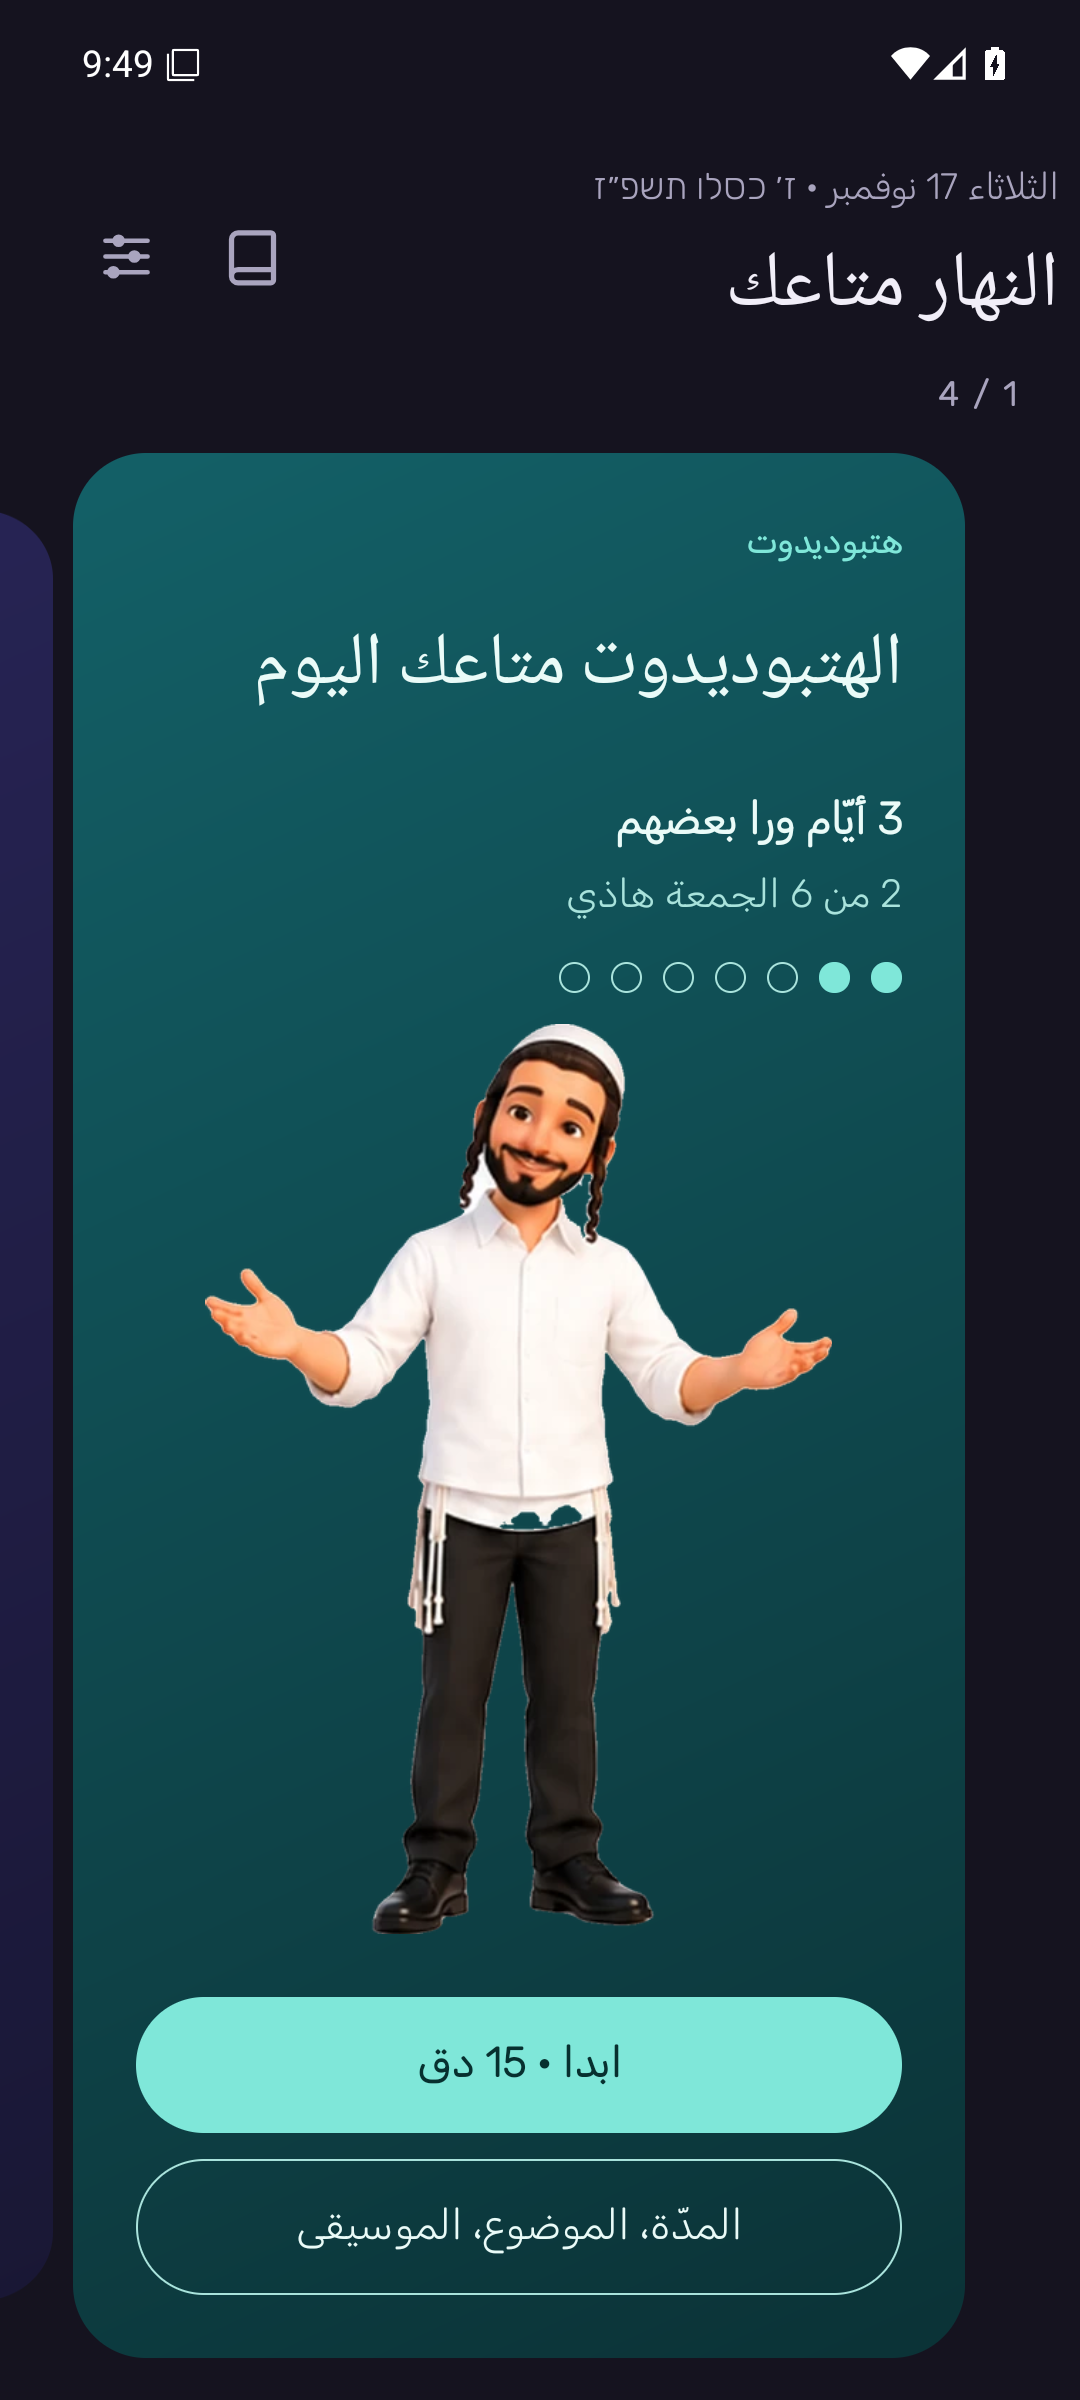 9:49
الثلاثاء 17 نوفمبر • ז׳ כסלו תשפ״ז
النهار متاعك
1 / 4
هتبوديدوت
الهتبوديدوت متاعك اليوم
3 أيّام ورا بعضهم
2 من 6 الجمعة هاذي
ابدا • 15 دق
المدّة، الموضوع، الموسيقى